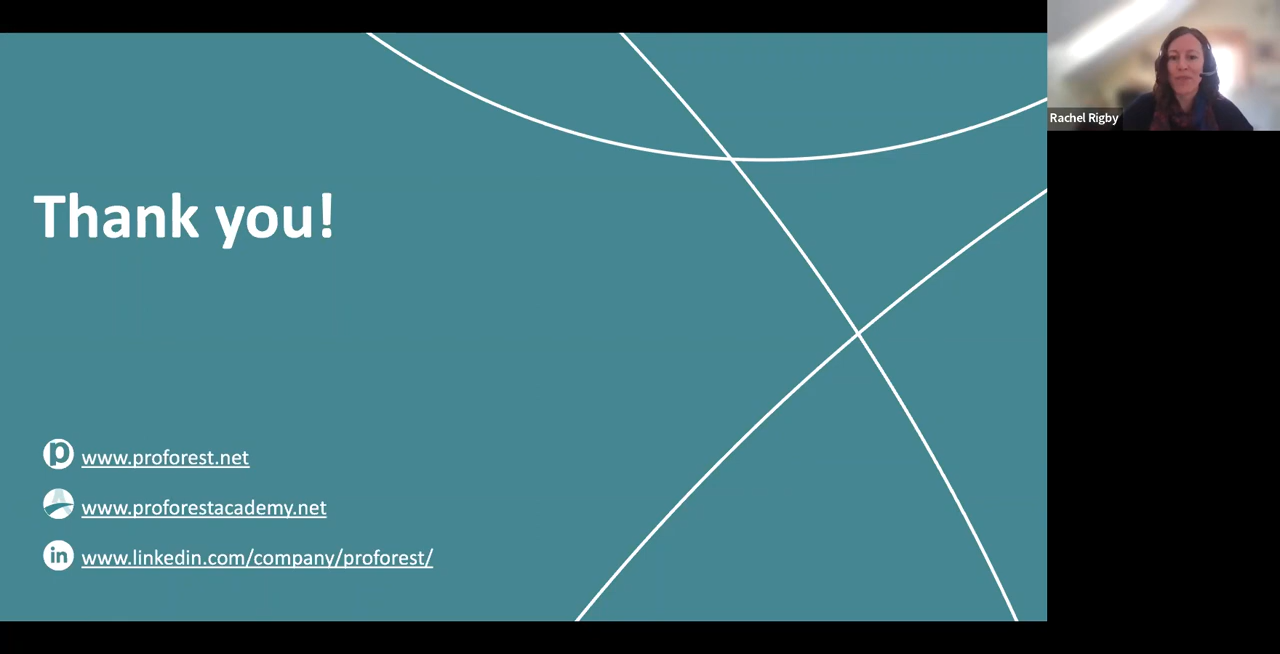 Rachel Rigby
Thank you!
www.proforest.net
www.proforestacademy.net
www.linkedin.com/company/proforest/